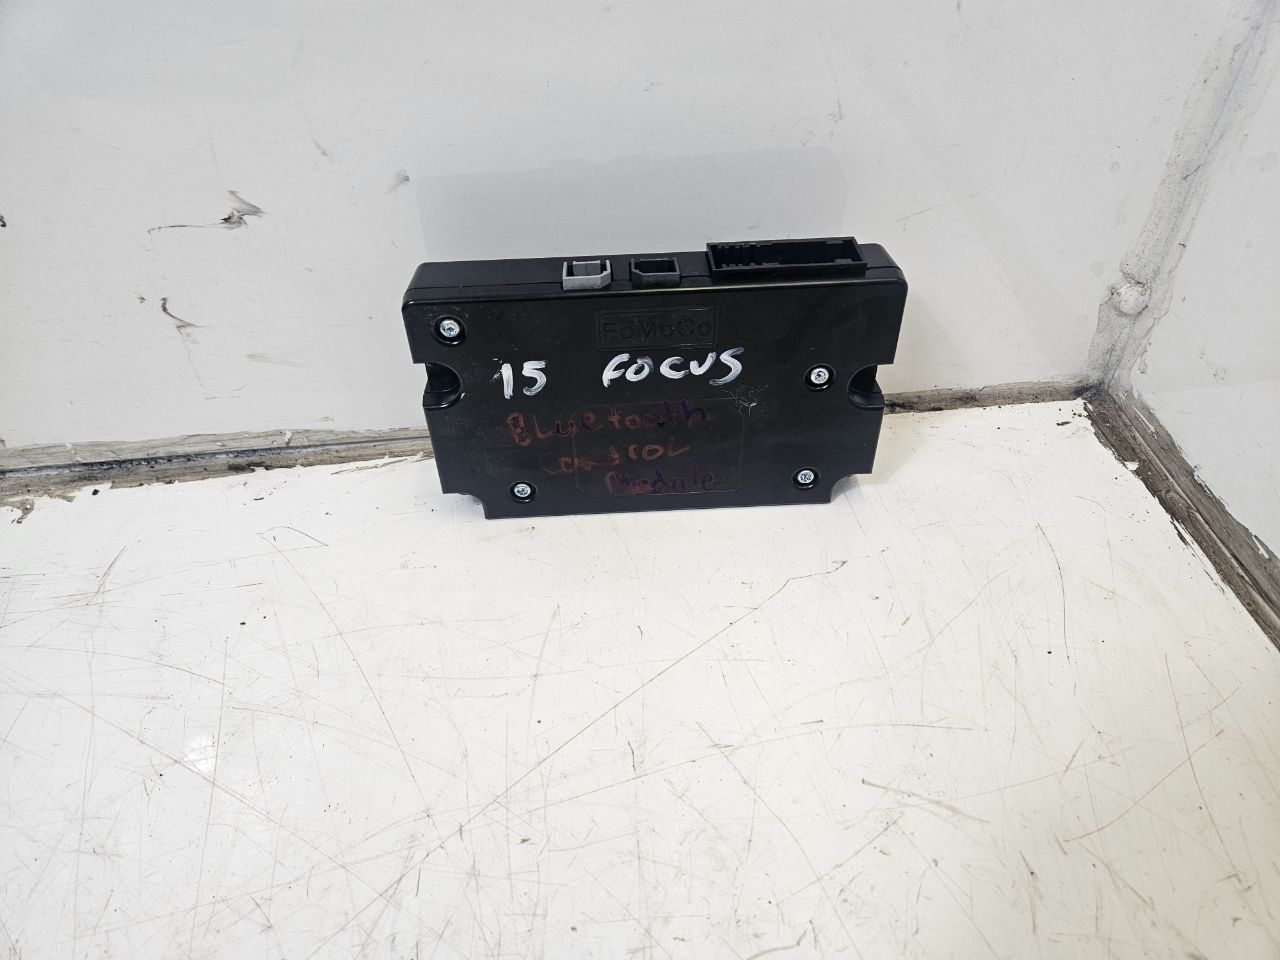 FoMoCo
15 FOCUS
Bluetooth
control
Module